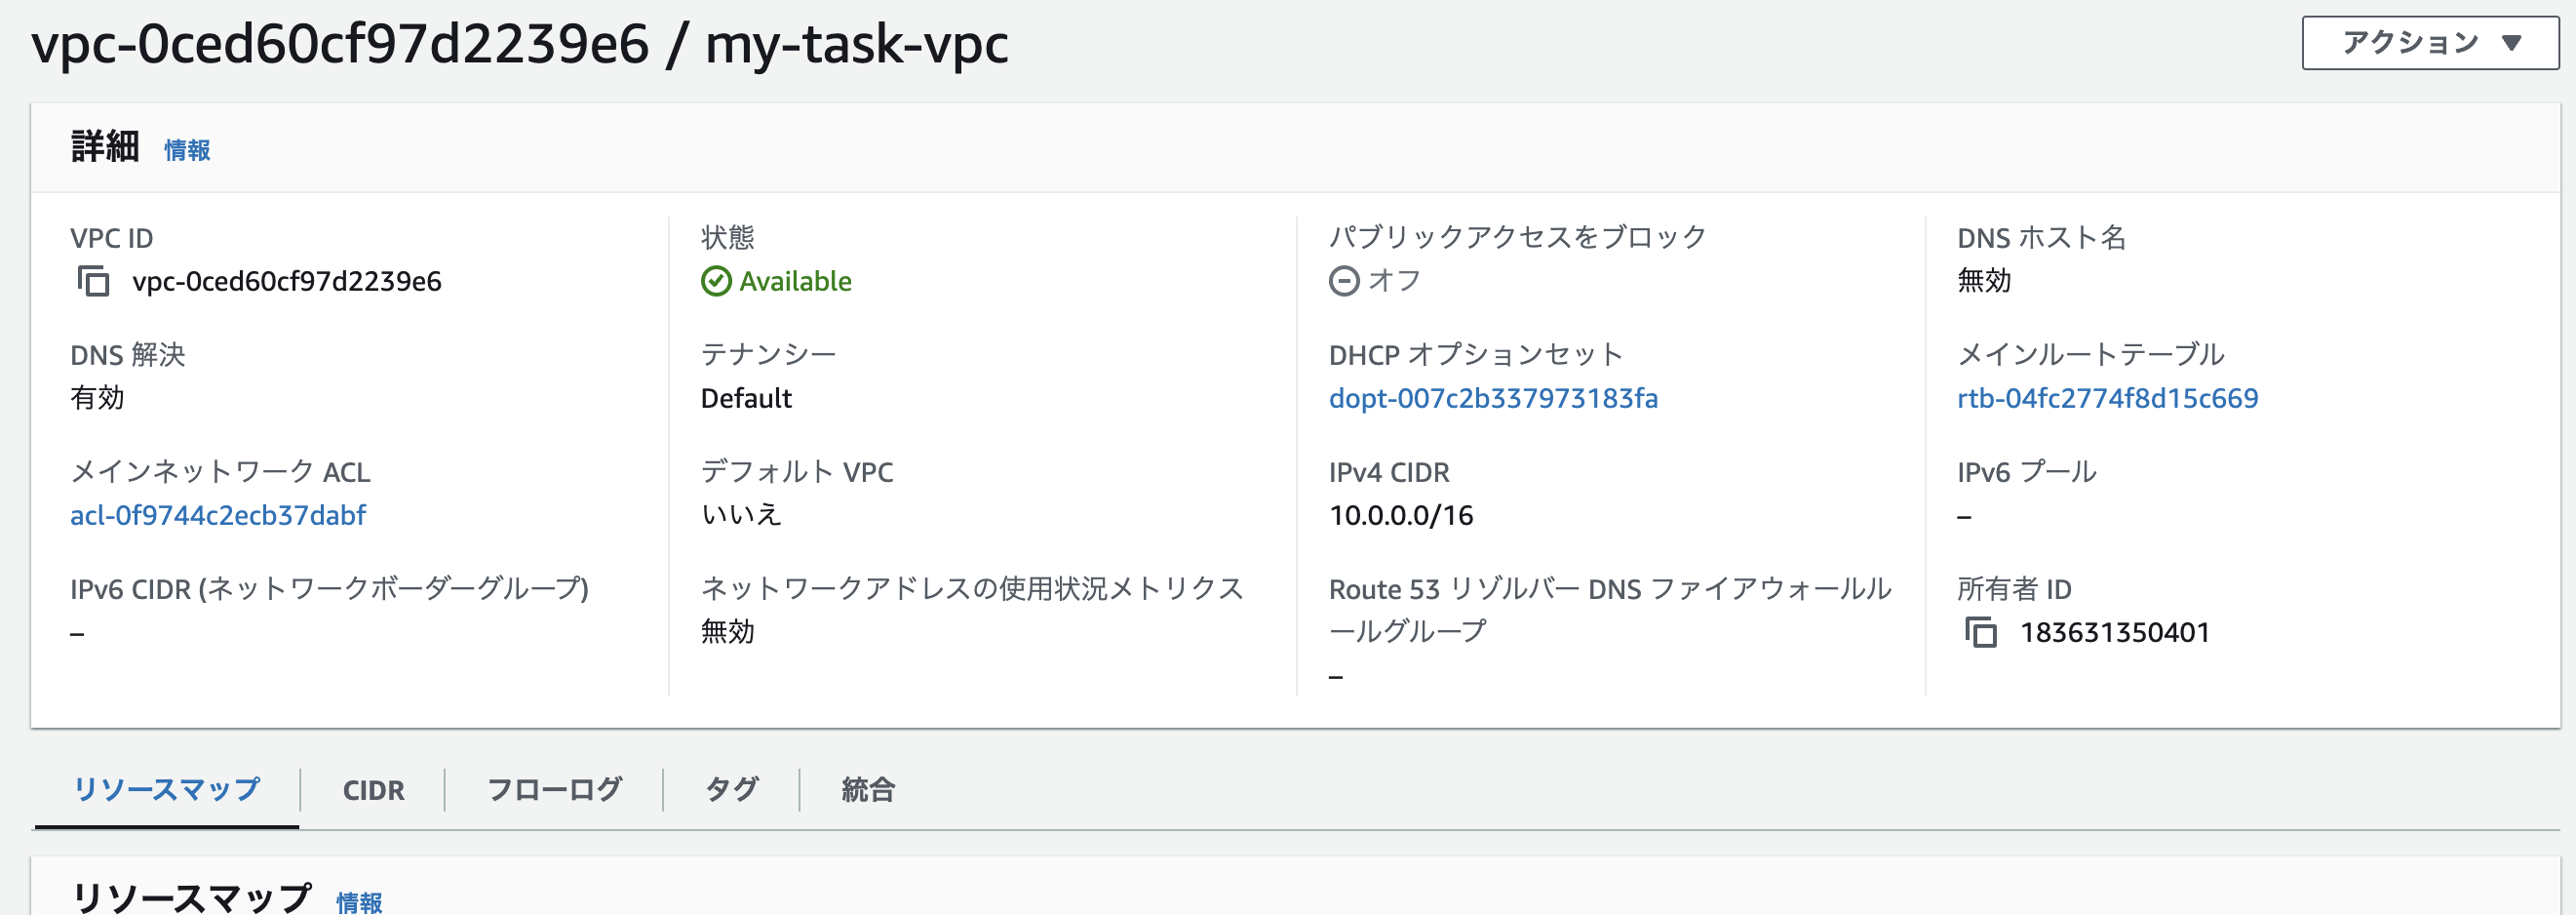 vpc-0ced60cf97d2239e6 / my-task-vpc
アクション
詳細 情報
VPC ID
vpc-0ced60cf97d2239e6
状態
Available
パブリックアクセスをブロック
オフ
DNS ホスト名
無効
DNS 解決
有効
テナンシー
Default
DHCP オプションセット
dopt-007c2b337973183fa
メインルートテーブル
rtb-04fc2774f8d15c669
メインネットワーク ACL
acl-0f9744c2ecb37dabf
デフォルト VPC
いいえ
IPv4 CIDR
10.0.0.0/16
IPv6 プール
–
IPv6 CIDR (ネットワークボーダーグループ)
–
ネットワークアドレスの使用状況メトリクス
無効
Route 53 リゾルバー DNS ファイアウォールル
ールグループ
–
所有者 ID
183631350401
リソースマップ CIDR フローログ タグ 統合
リソースマップ 情報